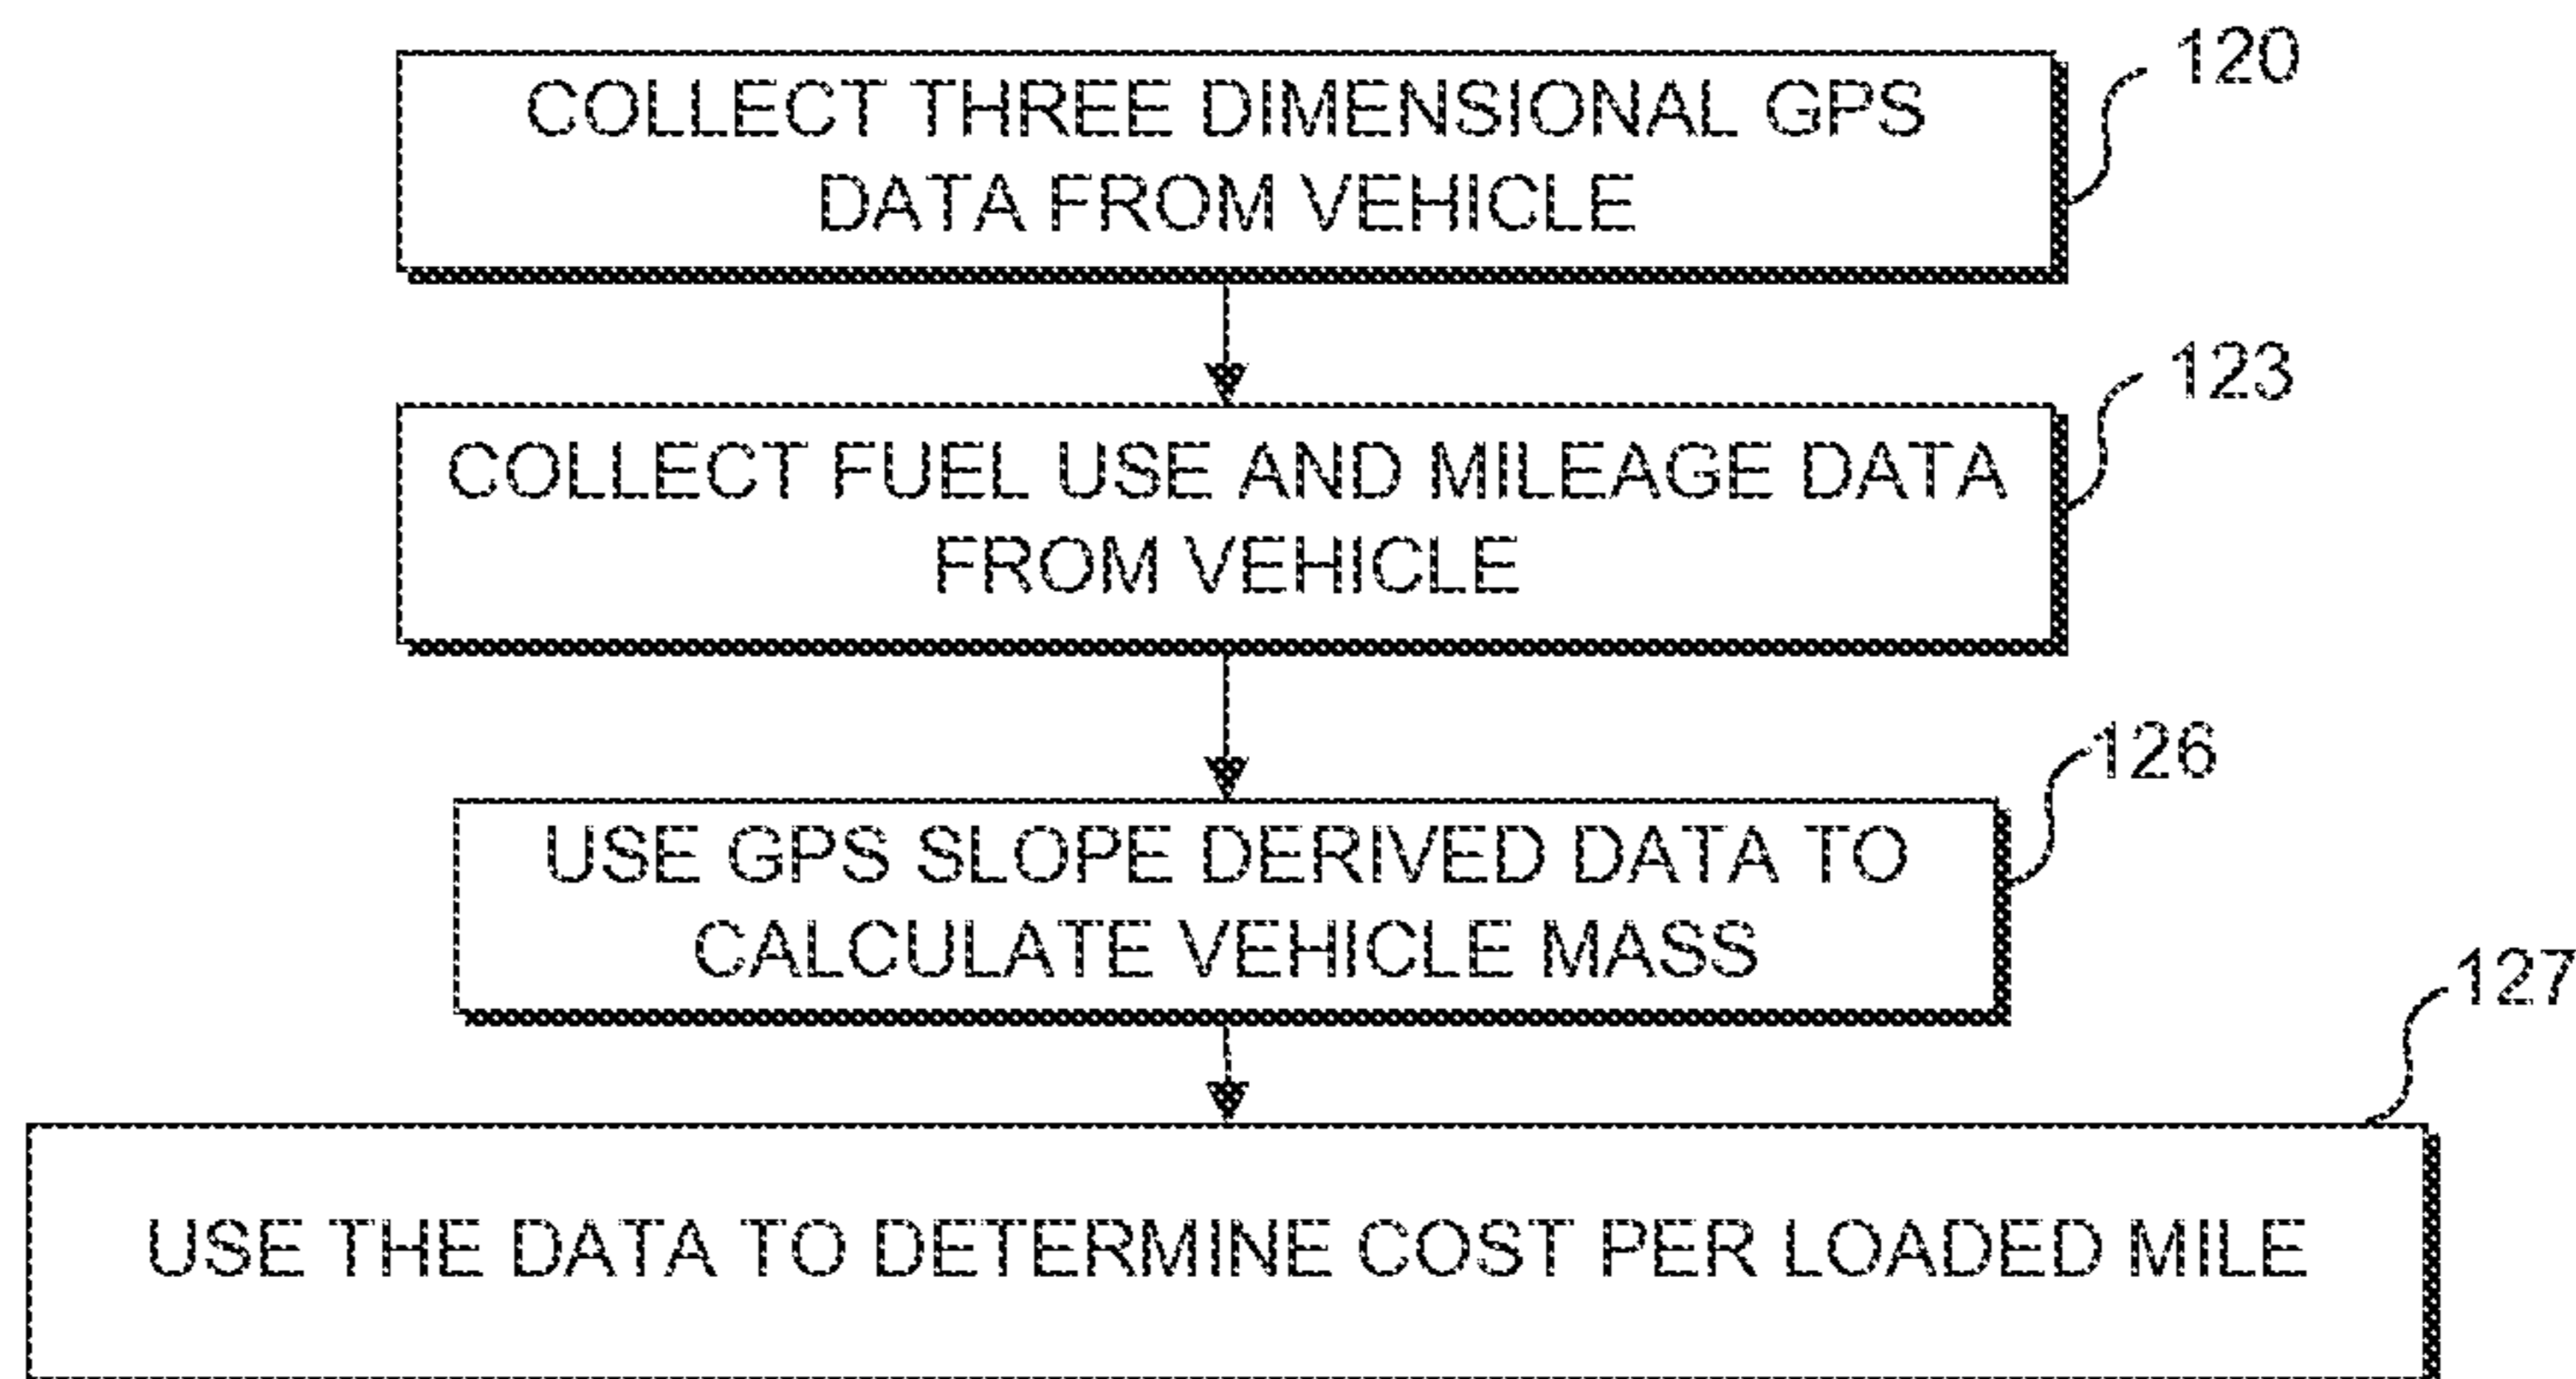 COLLECT THREE DIMENSIONAL GPS
DATA FROM VEHICLE
120
COLLECT FUEL USE AND MILEAGE DATA
FROM VEHICLE
123
USE GPS SLOPE DERIVED DATA TO
CALCULATE VEHICLE MASS
126
USE THE DATA TO DETERMINE COST PER LOADED MILE
127